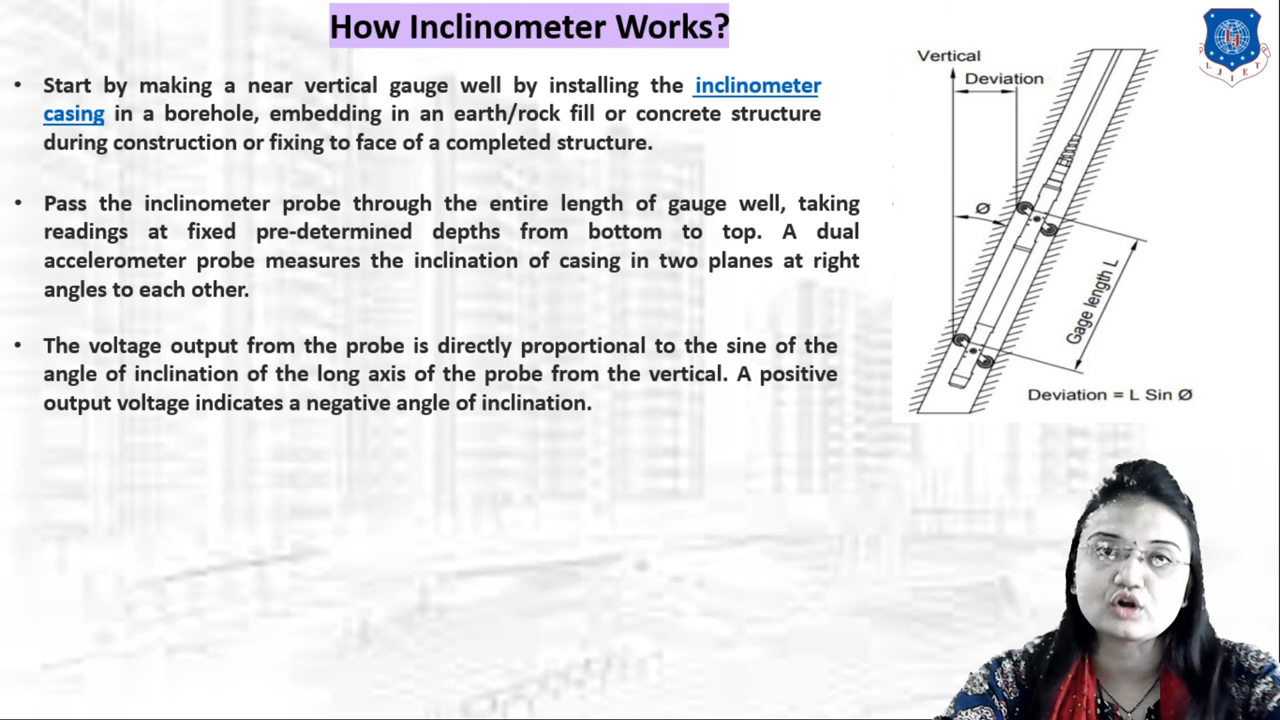 How Inclinometer Works?
• Start by making a near vertical gauge well by installing the inclinometer
casing in a borehole, embedding in an earth/rock fill or concrete structure
during construction or fixing to face of a completed structure.
• Pass the inclinometer probe through the entire length of gauge well, taking
readings at fixed pre-determined depths from bottom to top. A dual
accelerometer probe measures the inclination of casing in two planes at right
angles to each other.
• The voltage output from the probe is directly proportional to the sine of the
angle of inclination of the long axis of the probe from the vertical. A positive
output voltage indicates a negative angle of inclination.
Vertical
Deviation
Ø
Gage length L
Deviation = L Sin Ø
LJIET